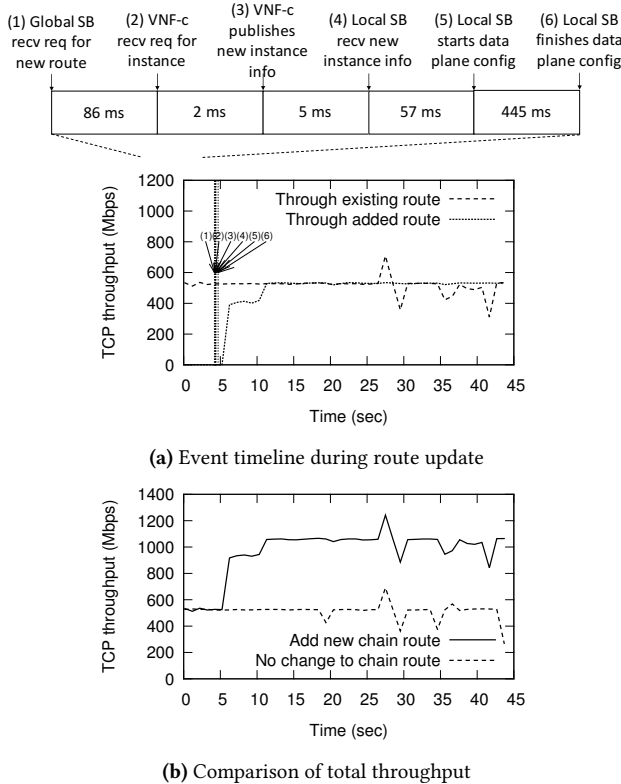 (1) Global SB
recv req for
new route
(2) VNF-c
recv req for
instance
(3) VNF-c
publishes
new instance
info
(4) Local SB
recv new
instance info
(5) Local SB
starts data
plane config
(6) Local SB
finishes data
plane config
86 ms
2 ms
5 ms
57 ms
445 ms
TCP throughput (Mbps)
1200
1000
800
600
400
200
0
Through existing route
Through added route
(1)(2)(3)(4)(5)(6)
0 5 10 15 20 25 30 35 40 45
Time (sec)
(a) Event timeline during route update
TCP throughput (Mbps)
1400
1200
1000
800
600
400
200
0
Add new chain route
No change to chain route
0 5 10 15 20 25 30 35 40 45
Time (sec)
(b) Comparison of total throughput